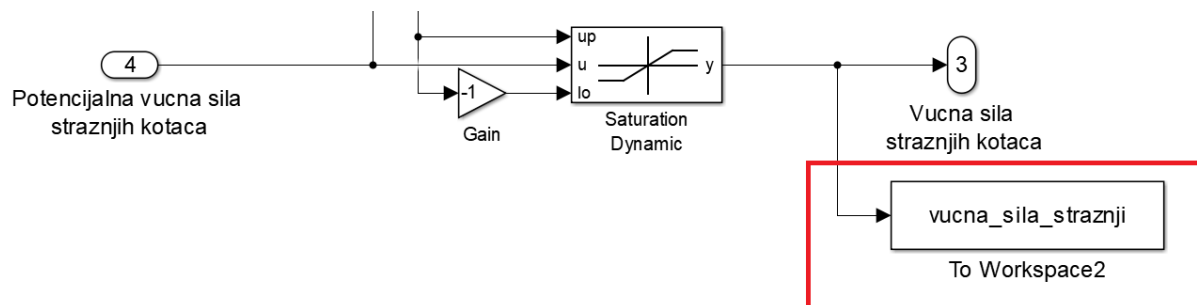 4
Potencijalna vucna sila
straznjih kotaca
-1
Gain
up
u
lo
y
Saturation
Dynamic
3
Vucna sila
straznjih kotaca
vucna_sila_straznji
To Workspace2